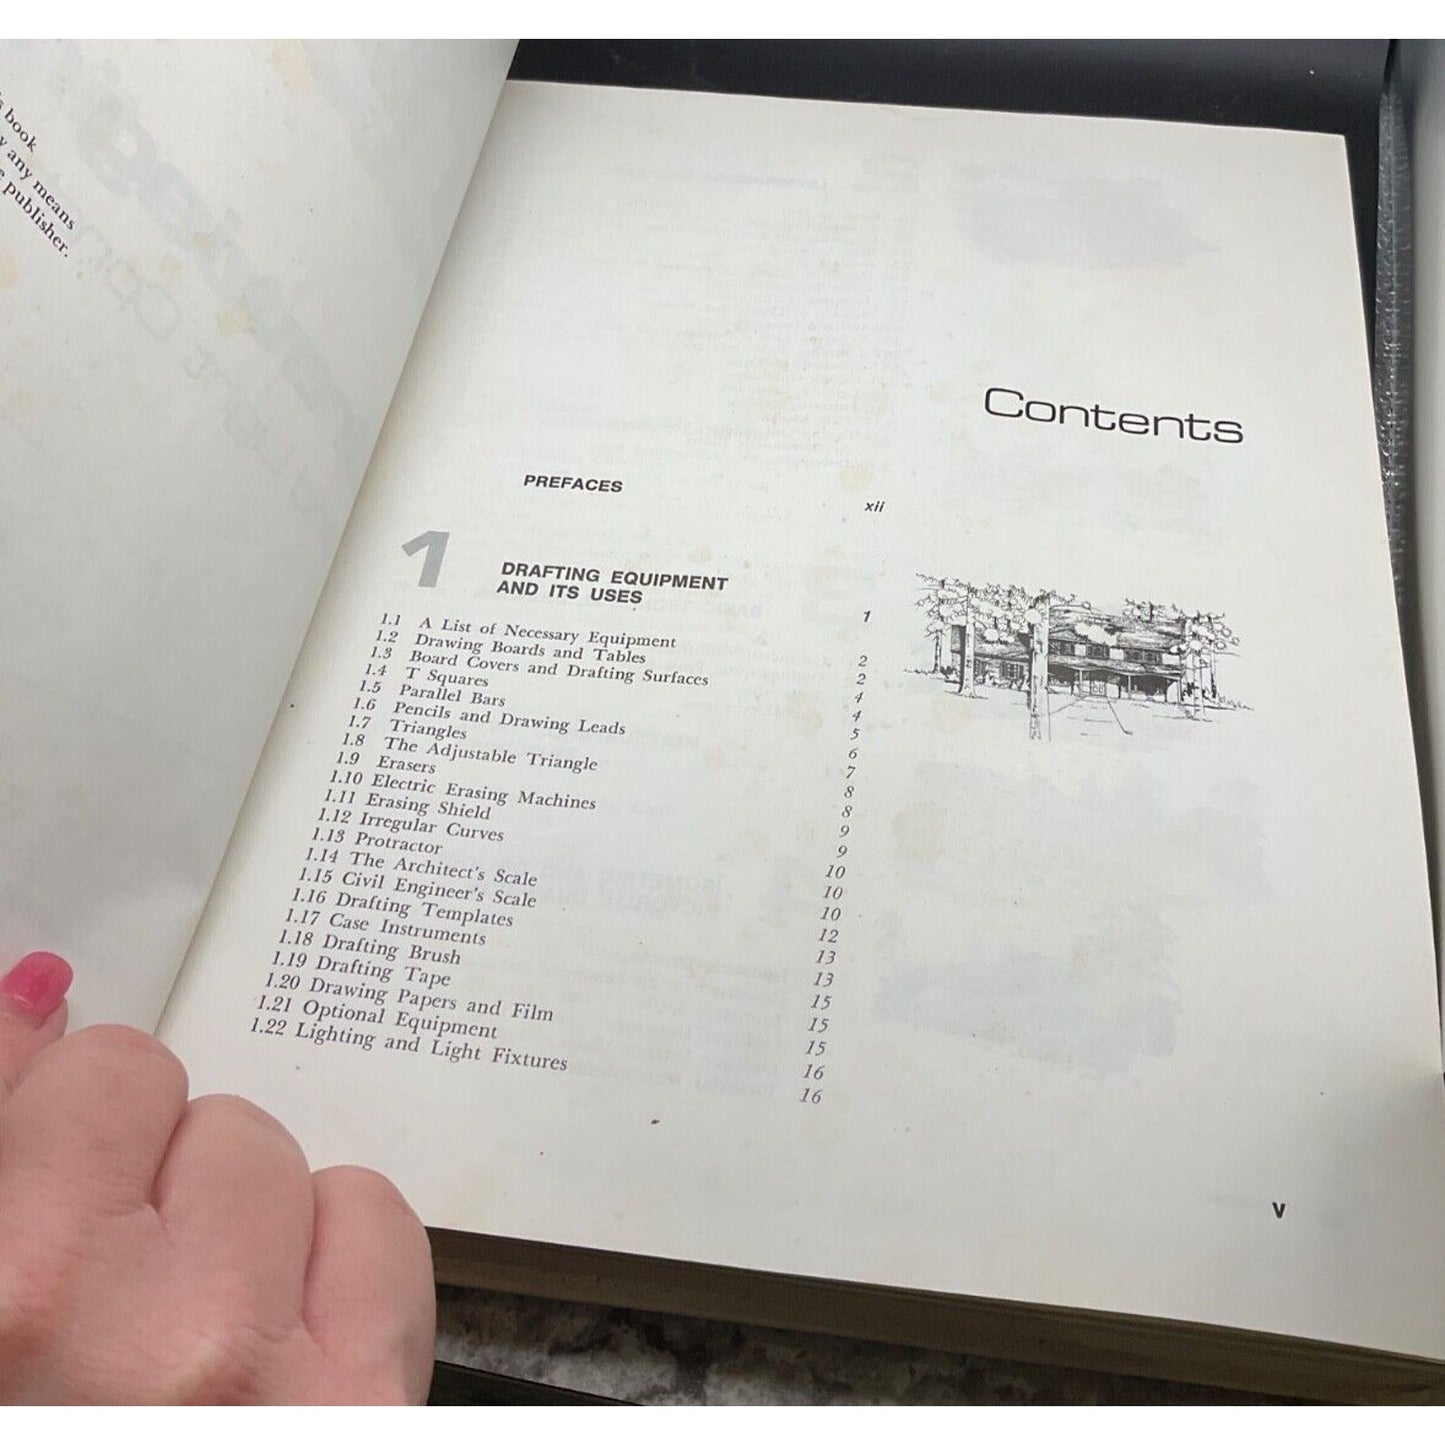 book
any means
publisher.
Contents
PREFACES xii
1 DRAFTING EQUIPMENT
AND ITS USES 1
1.1 A List of Necessary Equipment 2
1.2 Drawing Boards and Tables 2
1.3 Board Covers and Drafting Surfaces 4
1.4 T Squares 4
1.5 Parallel Bars 5
1.6 Pencils and Drawing Leads 6
1.7 Triangles 7
1.8 The Adjustable Triangle 8
1.9 Erasers 8
1.10 Electric Erasing Machines 9
1.11 Erasing Shield 9
1.12 Irregular Curves 10
1.13 Protractor 10
1.14 The Architect's Scale 10
1.15 Civil Engineer's Scale 12
1.16 Drafting Templates 13
1.17 Case Instruments 13
1.18 Drafting Brush 15
1.19 Drafting Tape 15
1.20 Drawing Papers and Film 15
1.21 Optional Equipment 16
1.22 Lighting and Light Fixtures 16
v